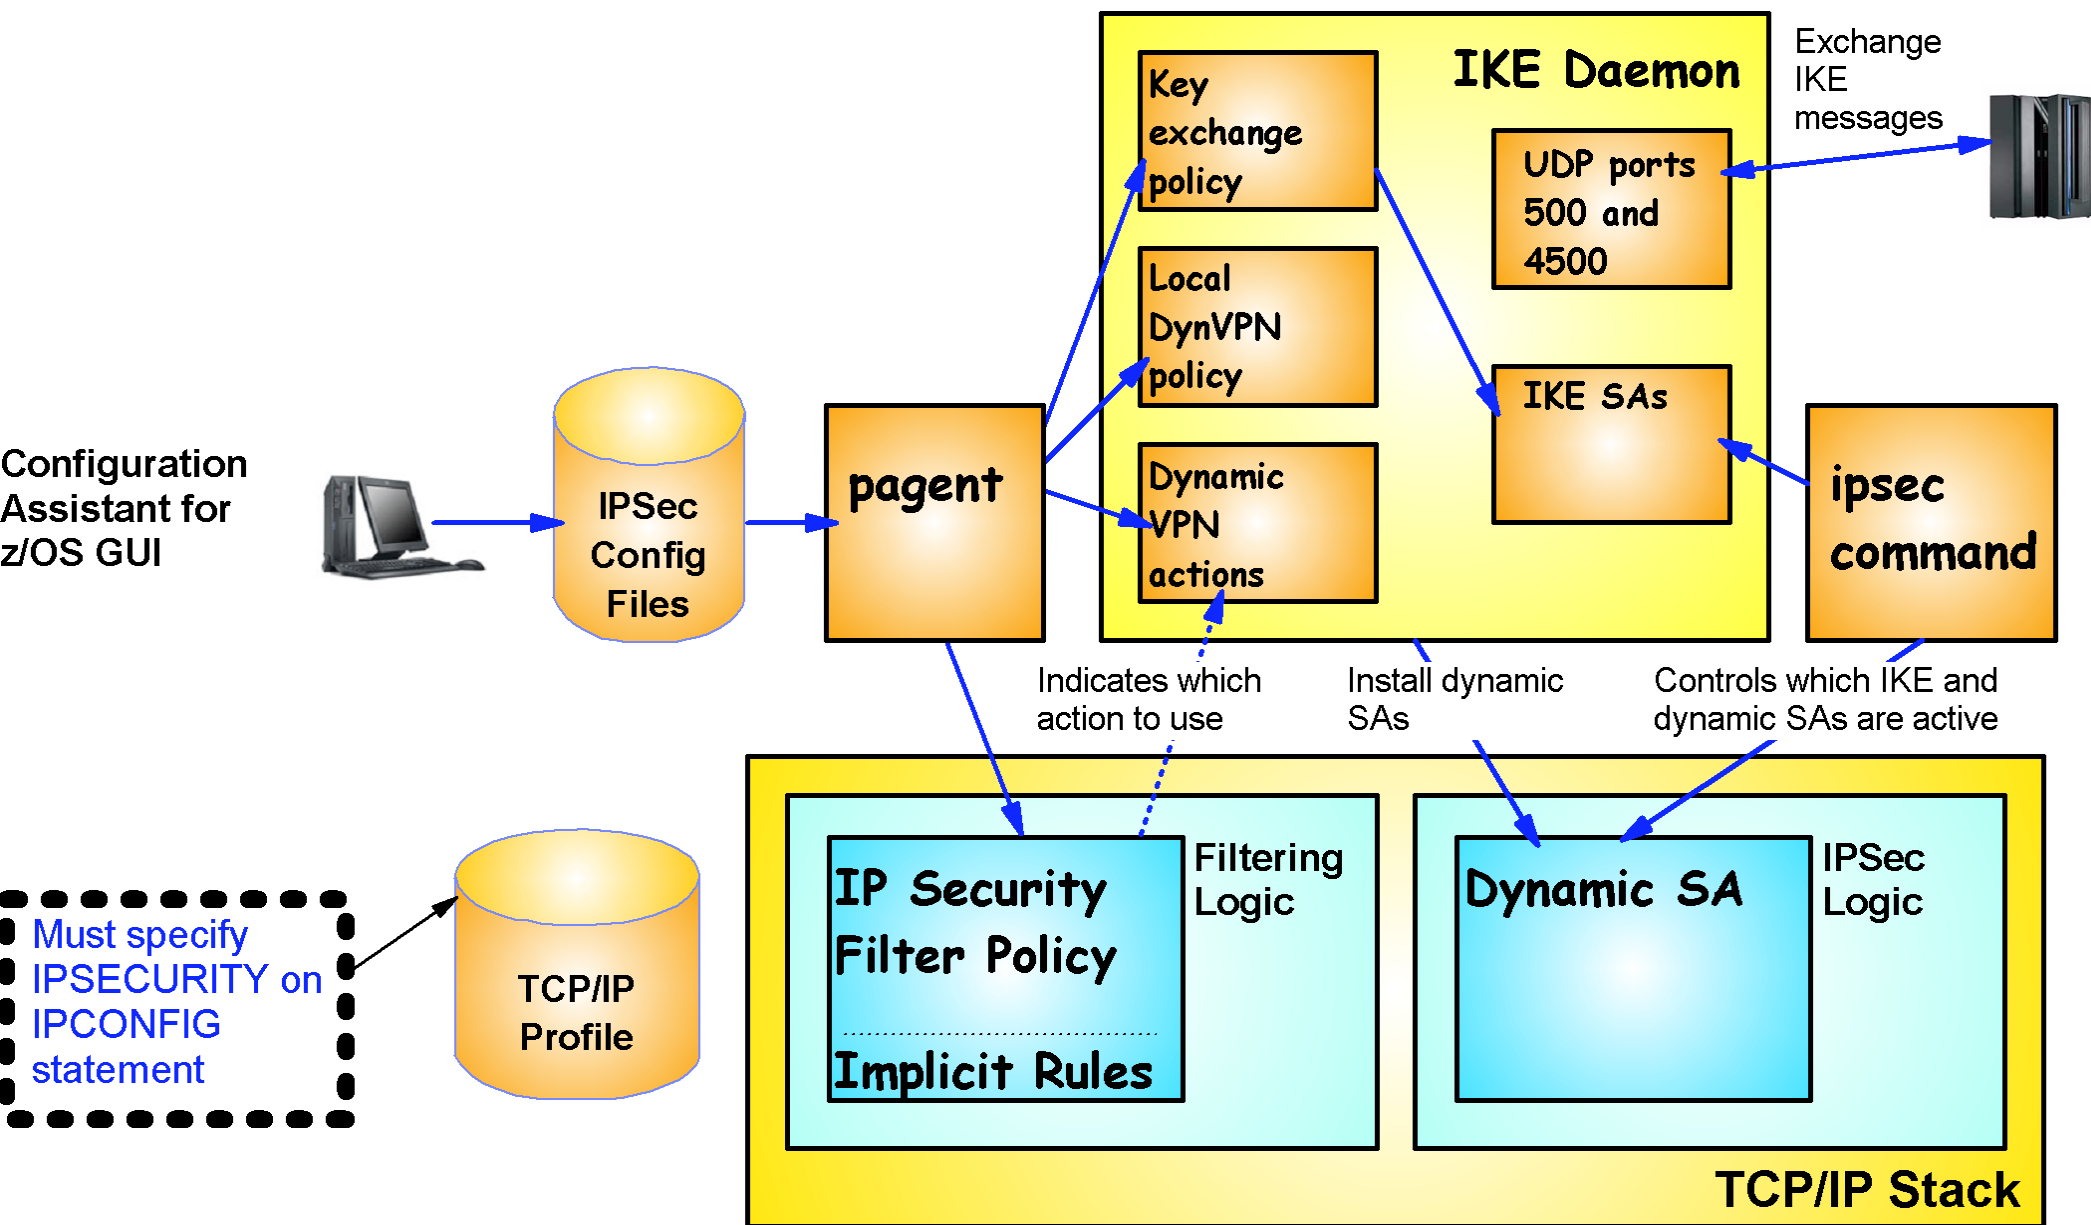 IKE Daemon
Key
exchange
policy
Exchange
IKE
messages
UDP ports
500 and
4500
Local
DynVPN
policy
IKE SAs
Configuration
Assistant for
z/OS GUI
IPSec
Config
Files
pagent
Dynamic
VPN
actions
ipsec
command
Indicates which
action to use
Install dynamic
SAs
Controls which IKE and
dynamic SAs are active
Must specify
IPSECURITY on
IPCONFIG
statement
TCP/IP
Profile
IP Security
Filter Policy
Implicit Rules
Filtering
Logic
Dynamic SA
IPSec
Logic
TCP/IP Stack